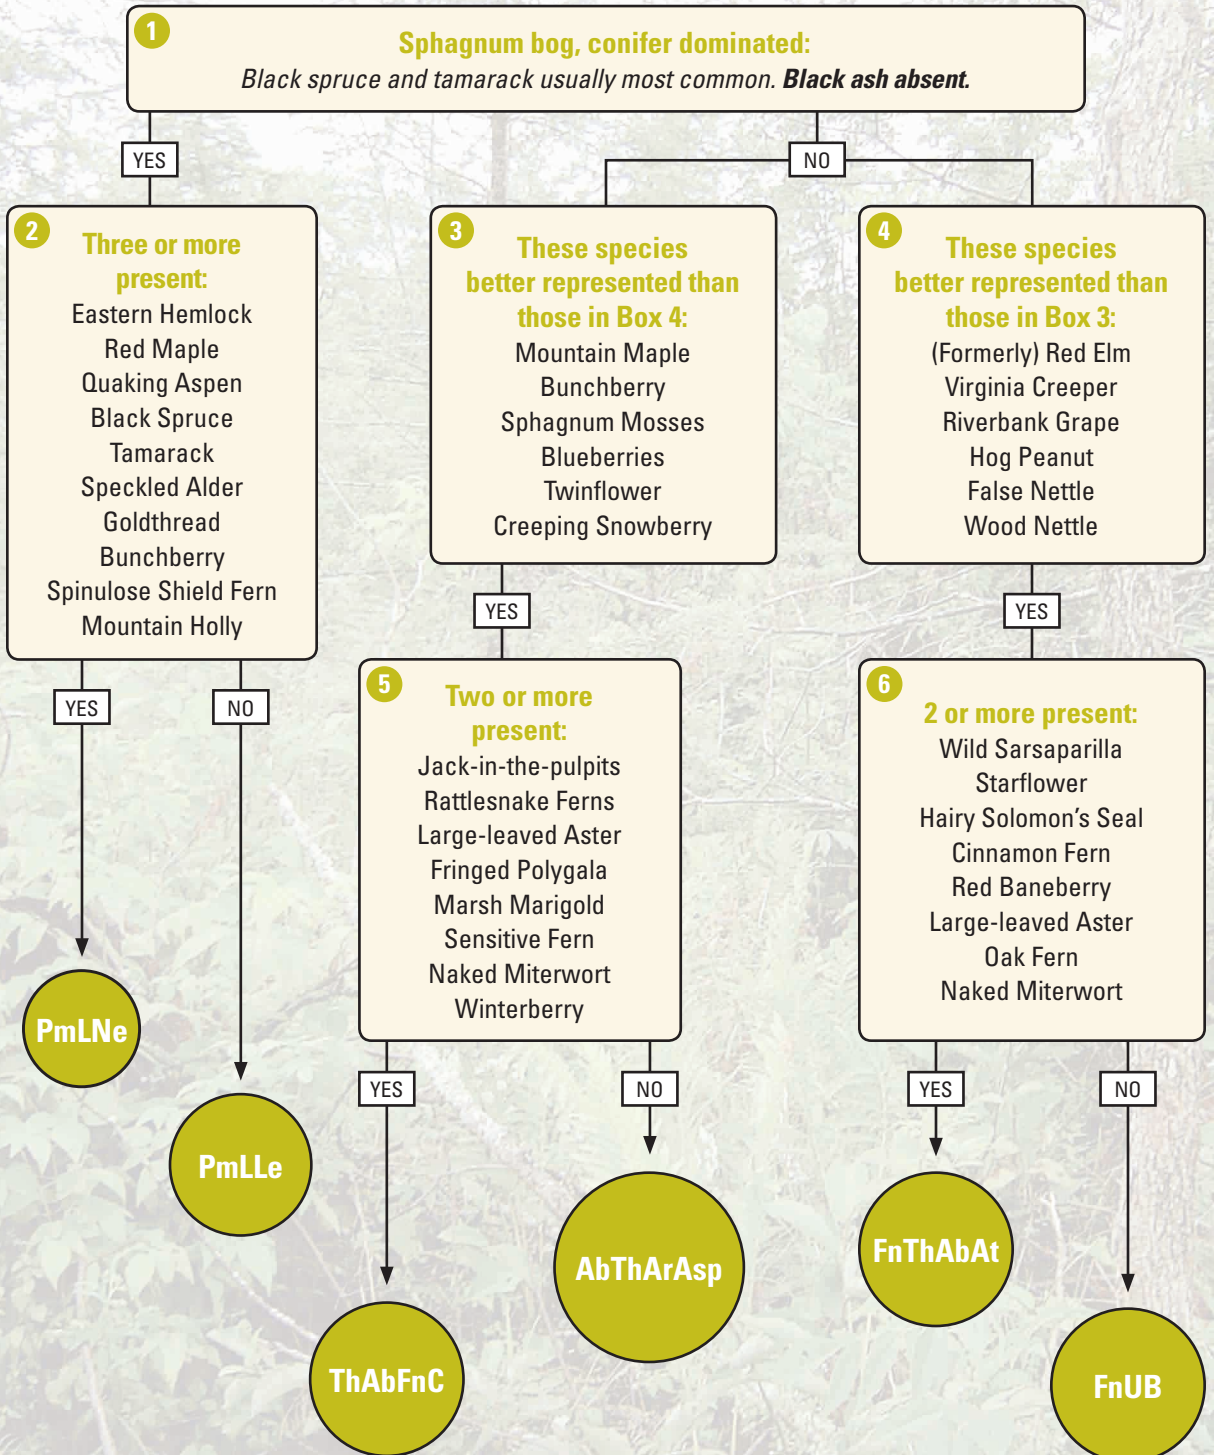 1
Sphagnum bog, conifer dominated:
Black spruce and tamarack usually most common. Black ash absent.
YES
NO
2
Three or more
present:
Eastern Hemlock
Red Maple
Quaking Aspen
Black Spruce
Tamarack
Speckled Alder
Goldthread
Bunchberry
Spinulose Shield Fern
Mountain Holly
3
These species
better represented than
those in Box 4:
Mountain Maple
Bunchberry
Sphagnum Mosses
Blueberries
Twinflower
Creeping Snowberry
4
These species
better represented than
those in Box 3:
(Formerly) Red Elm
Virginia Creeper
Riverbank Grape
Hog Peanut
False Nettle
Wood Nettle
YES
YES
YES
NO
5
Two or more
present:
Jack-in-the-pulpits
Rattlesnake Ferns
Large-leaved Aster
Fringed Polygala
Marsh Marigold
Sensitive Fern
Naked Miterwort
Winterberry
6
2 or more present:
Wild Sarsaparilla
Starflower
Hairy Solomon's Seal
Cinnamon Fern
Red Baneberry
Large-leaved Aster
Oak Fern
Naked Miterwort
PmLNe
PmLLe
YES
NO
YES
NO
ThAbFnC
AbThArAsp
FnThAbAt
FnUB